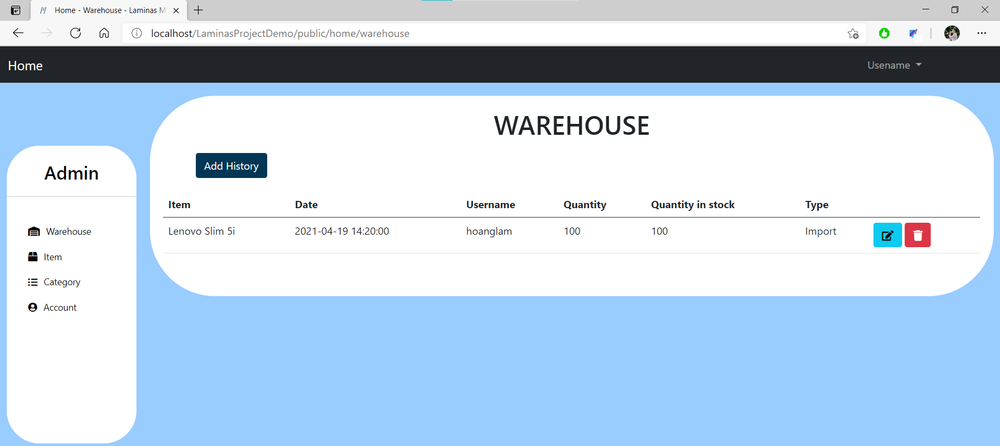 Home - Warehouse - Laminas M
localhost/LaminasProjectDemo/public/home/warehouse
Home
Usename
WAREHOUSE
Add History
Admin
Warehouse
Item
Category
Account
Item Date Username Quantity Quantity in stock Type
Lenovo Slim 5i 2021-04-19 14:20:00 hoanglam 100 100 Import